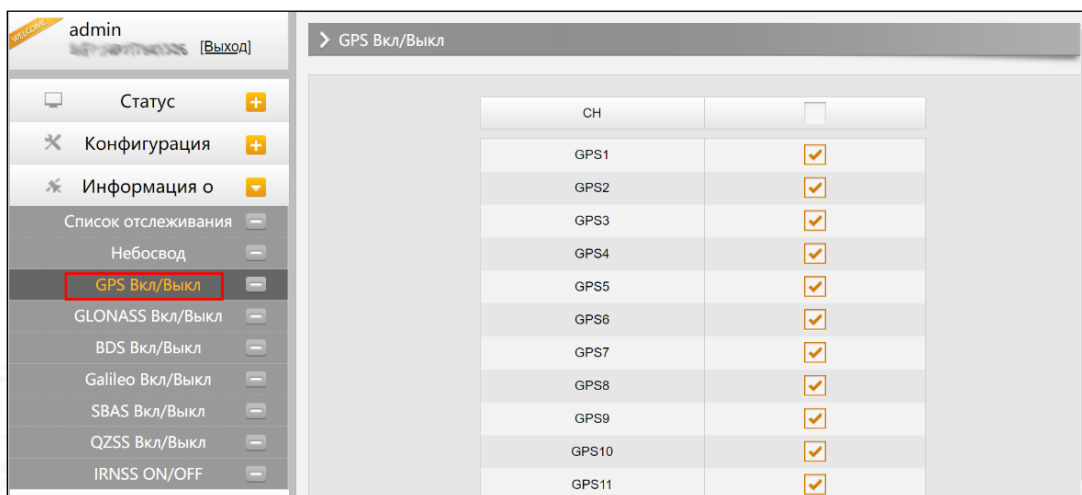 WELCOME
admin
[Выход]
GPS Вкл/Выкл
Статус
Конфигурация
Информация о
Список отслеживания
Небосвод
GPS Вкл/Выкл
GLONASS Вкл/Выкл
BDS Вкл/Выкл
Galileo Вкл/Выкл
SBAS Вкл/Выкл
QZSS Вкл/Выкл
IRNSS ON/OFF
CH
GPS1
GPS2
GPS3
GPS4
GPS5
GPS6
GPS7
GPS8
GPS9
GPS10
GPS11